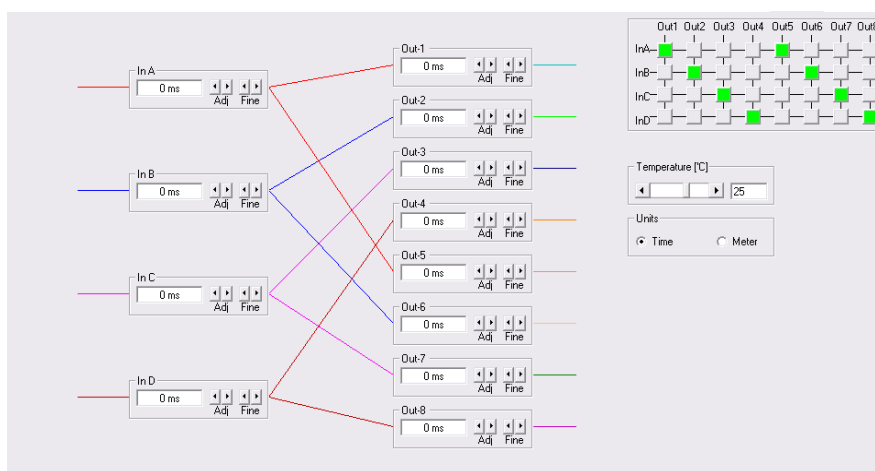 In A
0 ms
Adj Fine
In B
0 ms
Adj Fine
In C
0 ms
Adj Fine
In D
0 ms
Adj Fine
Out-1
0 ms
Adj Fine
Out-2
0 ms
Adj Fine
Out-3
0 ms
Adj Fine
Out-4
0 ms
Adj Fine
Out-5
0 ms
Adj Fine
Out-6
0 ms
Adj Fine
Out-7
0 ms
Adj Fine
Out-8
0 ms
Adj Fine
Out1 Out2 Out3 Out4 Out5 Out6 Out7 Out8
InA
InB
InC
InD
Temperature [°C]
25
Units
Time Meter